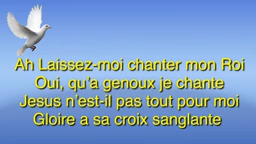 Ah Laissez-moi chanter mon Roi
Oui, qu'a genoux je chante
Jesus n'est-il pas tout pour moi
Gloire a sa croix sanglante